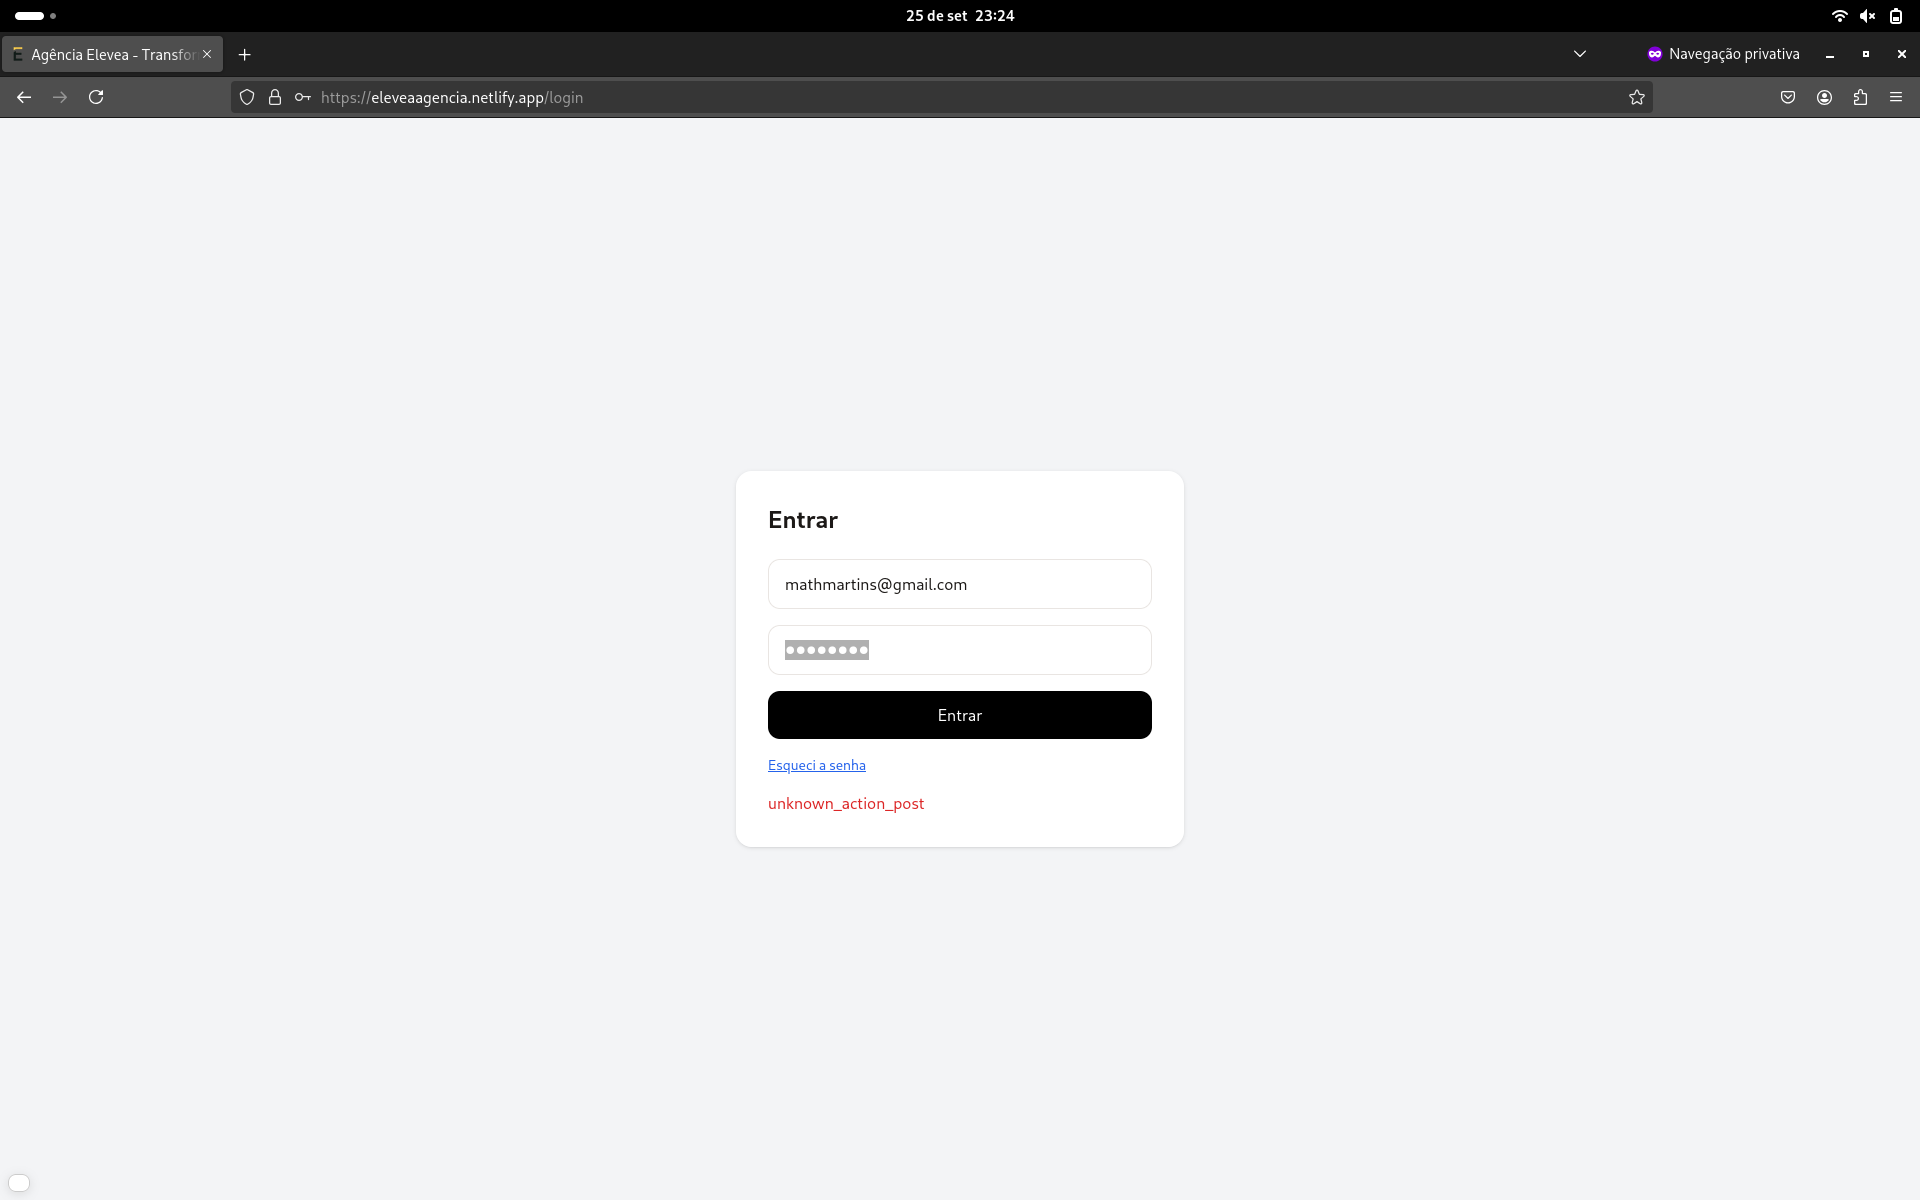 25 de set 23:24
Agência Elevea - Transfor
Navegação privativa
https://eleveaagencia.netlify.app/login
Entrar
mathmartins@gmail.com
Entrar
Esqueci a senha
unknown_action_post